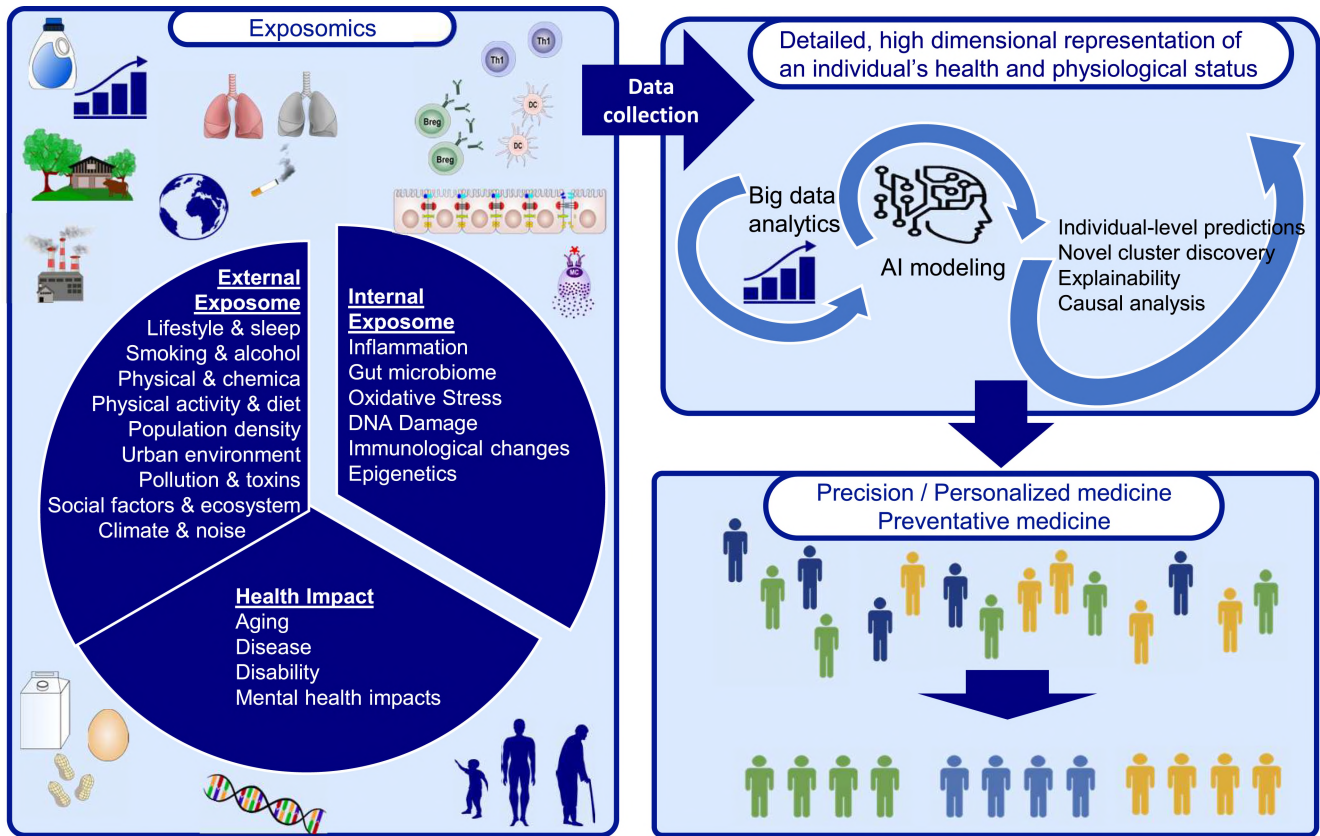 Exposomics
Th1
Th1
Breg
Breg
DC
DC
MC
External
Exposome
Lifestyle & sleep
Smoking & alcohol
Physical & chemica
Physical activity & diet
Population density
Urban environment
Pollution & toxins
Social factors & ecosystem
Climate & noise
Internal
Exposome
Inflammation
Gut microbiome
Oxidative Stress
DNA Damage
Immunological changes
Epigenetics
Health Impact
Aging
Disease
Disability
Mental health impacts
Data
collection
Detailed, high dimensional representation of
an individual's health and physiological status
Big data
analytics
AI modeling
Individual-level predictions
Novel cluster discovery
Explainability
Causal analysis
Precision / Personalized medicine
Preventative medicine